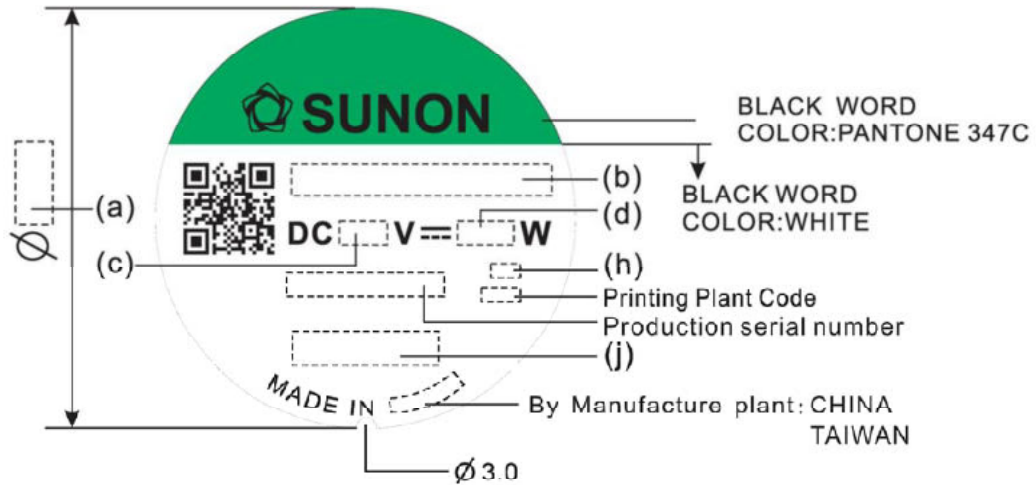 SUNON
BLACK WORD
COLOR:PANTONE 347C
(b)
BLACK WORD
COLOR:WHITE
(a)
(d)
DC V W
Ø
(c)
(h)
Printing Plant Code
Production serial number
(j)
MADE IN
By Manufacture plant: CHINA
TAIWAN
Ø 3.0